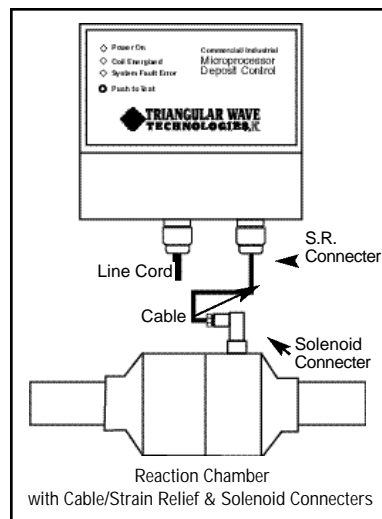 Power On
Coil Energized
System Fault Error
Push to Test
Commercial/Industrial
Microprocessor
Deposit Control
TRIANGULAR WAVE
TECHNOLOGIES,
S.R.
Connecter
Line Cord
Cable
Solenoid
Connecter
Reaction Chamber
with Cable/Strain Relief & Solenoid Connecters